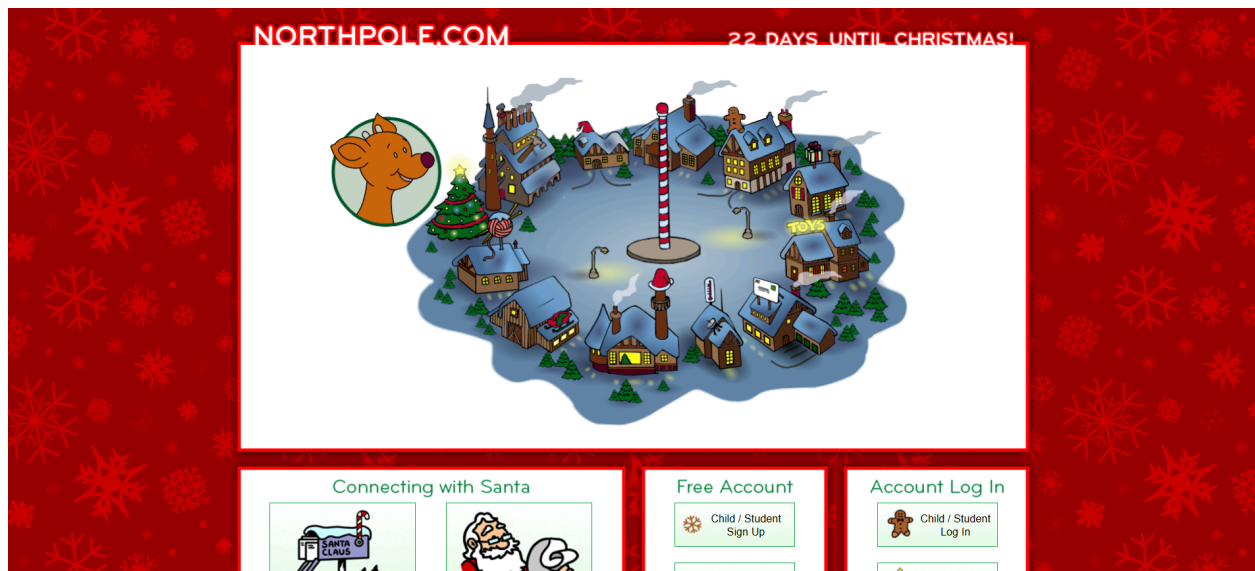 NORTHPOLE.COM
22 DAYS UNTIL CHRISTMAS!
TOYS
Connecting with Santa
SANTA
CLAUS
Free Account
Child / Student
Sign Up
Account Log In
Child / Student
Log In